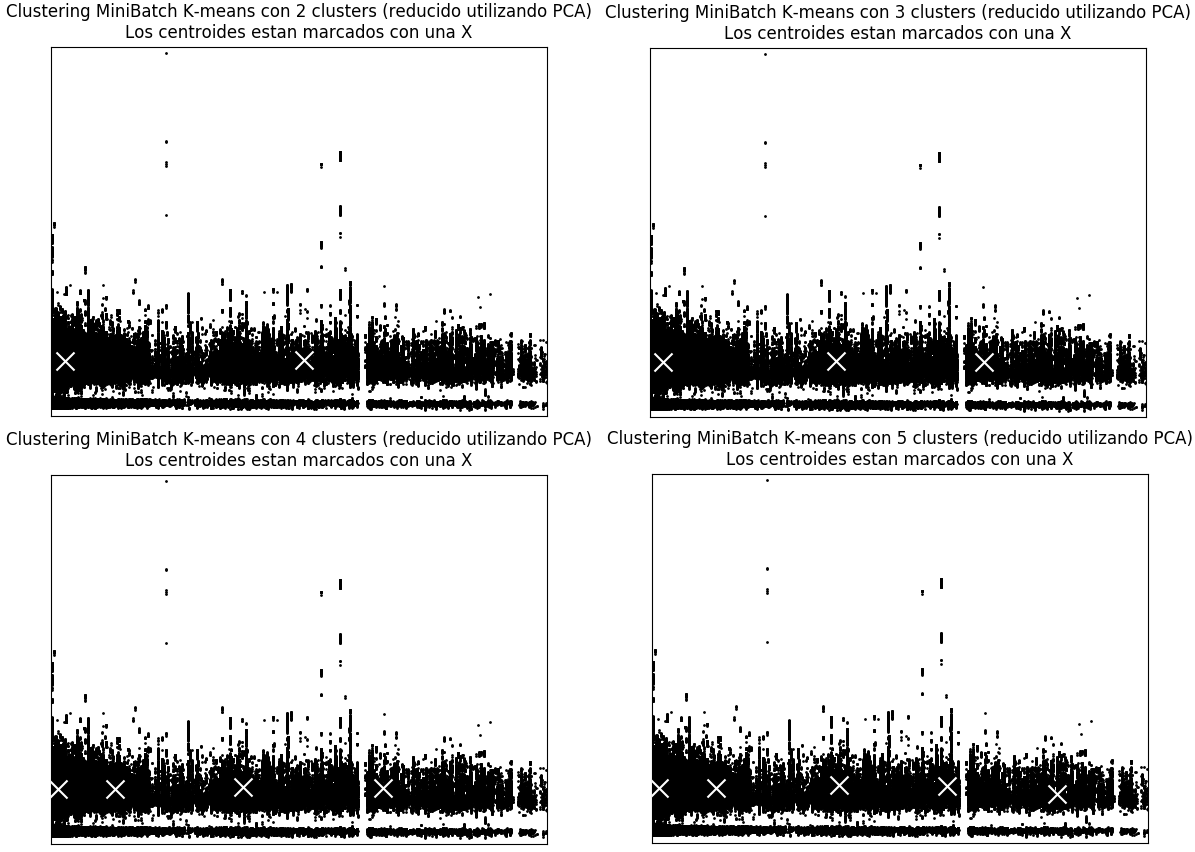 Clustering MiniBatch K-means con 2 clusters (reducido utilizando PCA)
Los centroides estan marcados con una X
Clustering MiniBatch K-means con 3 clusters (reducido utilizando PCA)
Los centroides estan marcados con una X
Clustering MiniBatch K-means con 4 clusters (reducido utilizando PCA)
Los centroides estan marcados con una X
Clustering MiniBatch K-means con 5 clusters (reducido utilizando PCA)
Los centroides estan marcados con una X